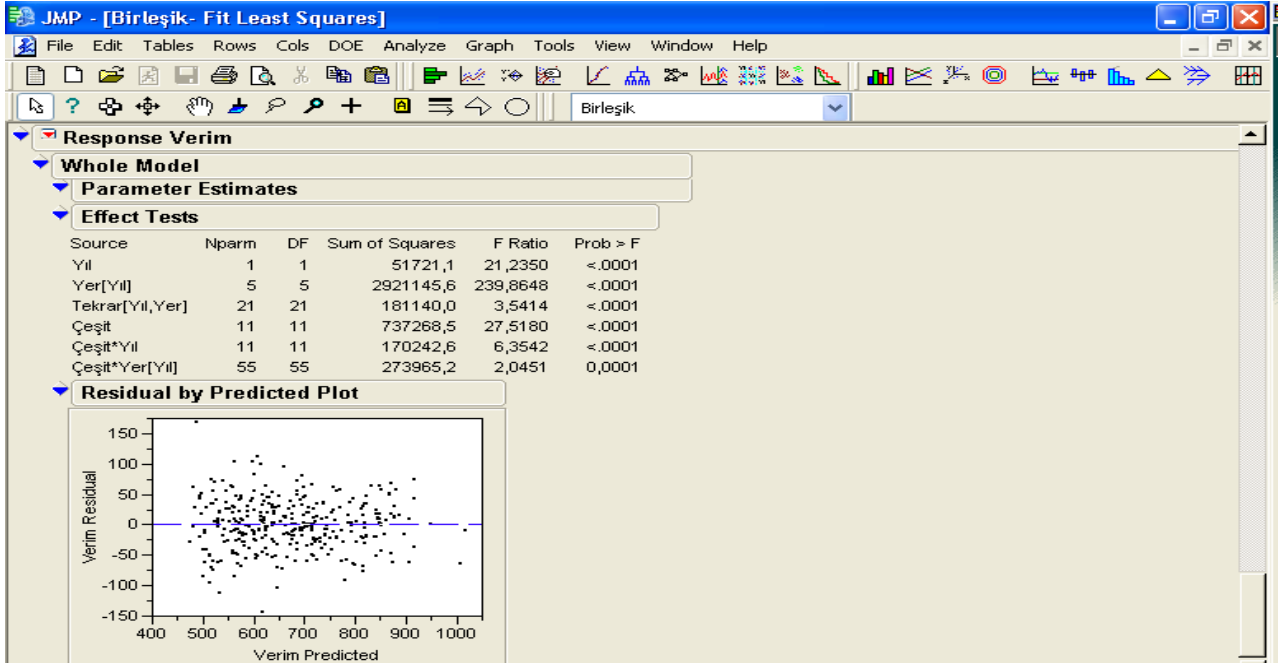 JMP - [Birleşik- Fit Least Squares]
File Edit Tables Rows Cols DOE Analyze Graph Tools View Window Help
Birleşik
Response Verim
Whole Model
Parameter Estimates
Effect Tests
Source Nparm DF Sum of Squares F Ratio Prob > F
Yıl 1 1 51721,1 21,2350 <.0001
Yer[Yıl] 5 5 2921145,6 239,8648 <.0001
Tekrar[Yıl,Yer] 21 21 181140,0 3,5414 <.0001
Çeşit 11 11 737268,5 27,5180 <.0001
Çeşit*Yıl 11 11 170242,6 6,3542 <.0001
Çeşit*Yer[Yıl] 55 55 273965,2 2,0451 0,0001
Residual by Predicted Plot
150
100
50
0
-50
-100
-150
Verim Residual
400 500 600 700 800 900 1000
Verim Predicted